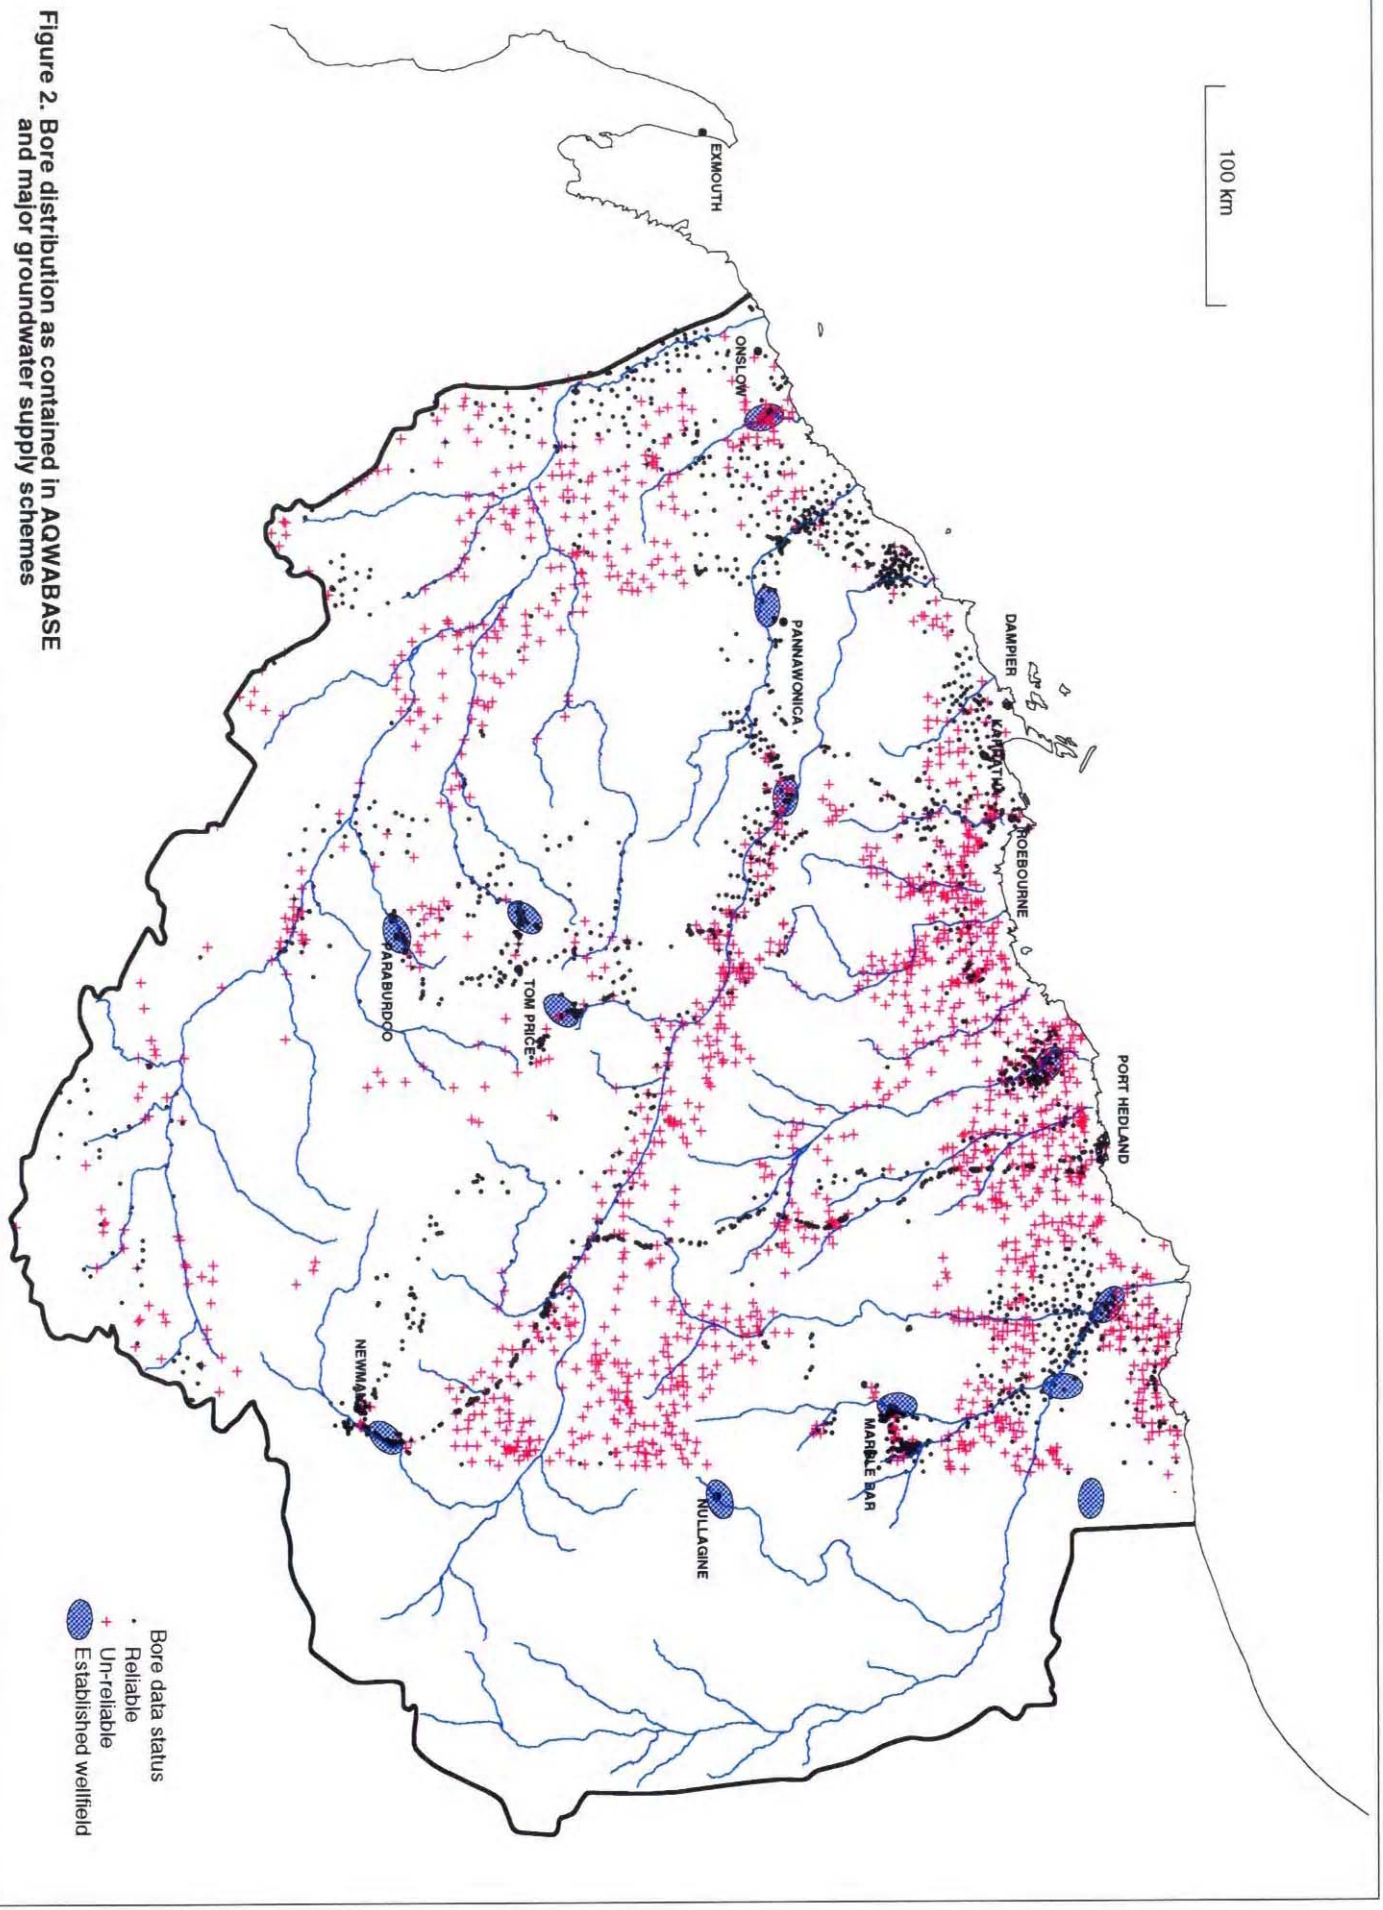 100 km
EXMOUTH
ONSLOW
DAMPIER
KARRATHA
ROEBOURNE
PORT HEDLAND
PANNAWONICA
MARBLE BAR
NULLAGINE
TOM PRICE
PARABURDOO
NEWMAN
Bore data status
Reliable
Un-reliable
Established wellfield
Figure 2. Bore distribution as contained in AQWABASE
and major groundwater supply schemes